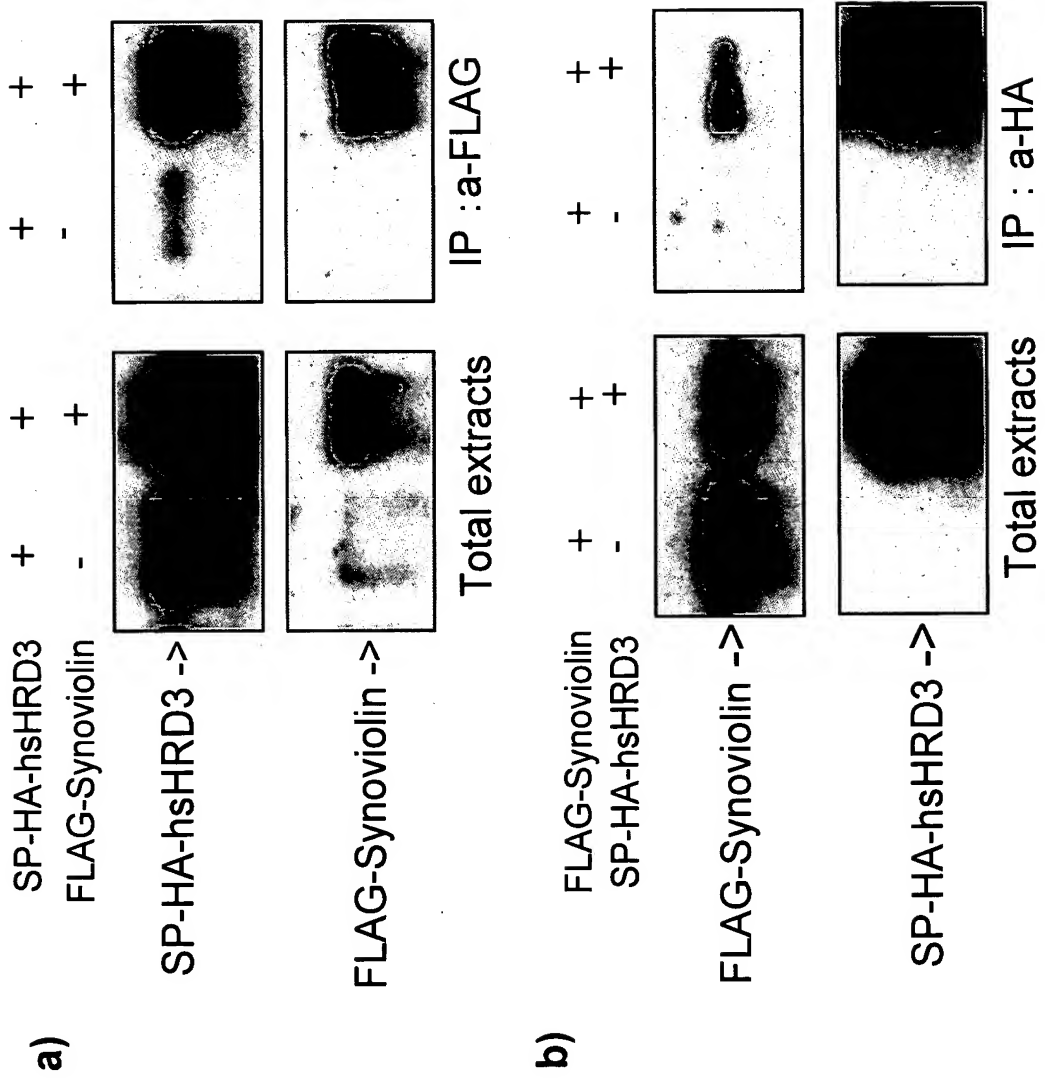 a)
SP-HA-hsHRD3 + + + +
FLAG-Synoviolin - + - +
SP-HA-hsHRD3 ->
FLAG-Synoviolin ->
Total extracts IP :a-FLAG
b)
FLAG-Synoviolin + + + +
SP-HA-hsHRD3 - + - +
FLAG-Synoviolin ->
SP-HA-hsHRD3 ->
Total extracts IP : a-HA